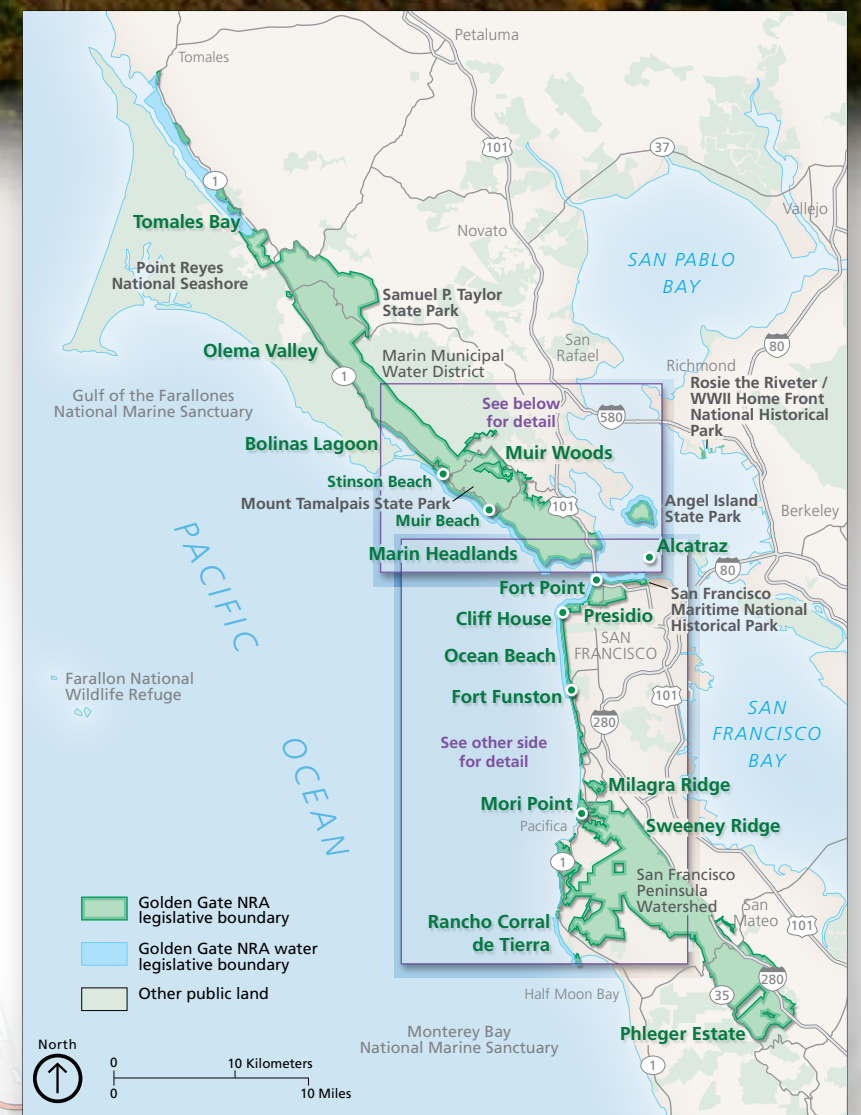 Petaluma
Tomales
101
37
1
Vallejo
Tomales Bay
Novato
SAN PABLO
BAY
Point Reyes
National Seashore
Samuel P. Taylor
State Park
San
Rafael
80
Olema Valley
Marin Municipal
Water District
Richmond
1
Rosie the Riveter /
WWII Home Front
National Historical
Park
Gulf of the Farallones
National Marine Sanctuary
See below
for detail
580
Bolinas Lagoon
Muir Woods
Stinson Beach
Mount Tamalpais State Park
101
Angel Island
State Park
Berkeley
Muir Beach
Marin Headlands
Alcatraz
80
Fort Point
San Francisco
Maritime National
Historical Park
Cliff House
Presidio
PACIFIC
OCEAN
SAN
FRANCISCO
Ocean Beach
Farallon National
Wildlife Refuge
Fort Funston
101
280
SAN
FRANCISCO
BAY
See other side
for detail
Milagra Ridge
Mori Point
Pacifica
Sweeney Ridge
1
San Francisco
Peninsula
Watershed
San
Mateo
101
Golden Gate NRA
legislative boundary
Rancho Corral
de Tierra
Golden Gate NRA water
legislative boundary
280
Other public land
Half Moon Bay
35
Phleger Estate
Monterey Bay
National Marine Sanctuary
North
0
10 Kilometers
0
10 Miles
1